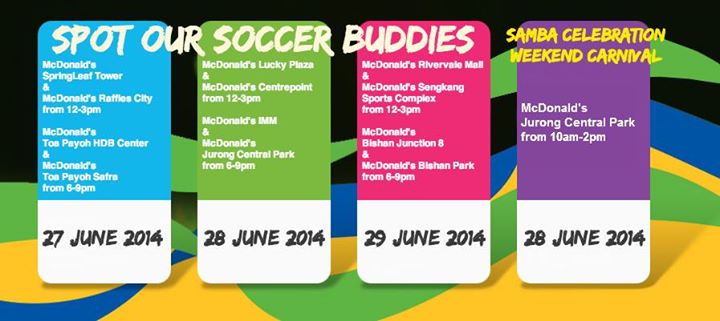 SPOT OUR SOCCER BUDDIES
McDonald's
SpringLeaf Tower
&
McDonald's Raffles City
from 12-3pm
McDonald's
Toa Payoh HDB Center
&
McDonald's
Toa Payoh Safra
from 6-9pm
27 JUNE 2014
McDonald's Lucky Plaza
&
McDonald's Centrepoint
from 12-3pm
McDonald's IMM
&
McDonald's
Jurong Central Park
from 6-9pm
28 JUNE 2014
McDonald's Rivervale Mall
&
McDonald's Sengkang
Sports Complex
from 12-3pm
McDonald's
Bishan Junction 8
&
McDonald's Bishan Park
from 6-9pm
29 JUNE 2014
SAMBA CELEBRATION
WEEKEND CARNIVAL
McDonald's
Jurong Central Park
from 10am-2pm
28 JUNE 2014